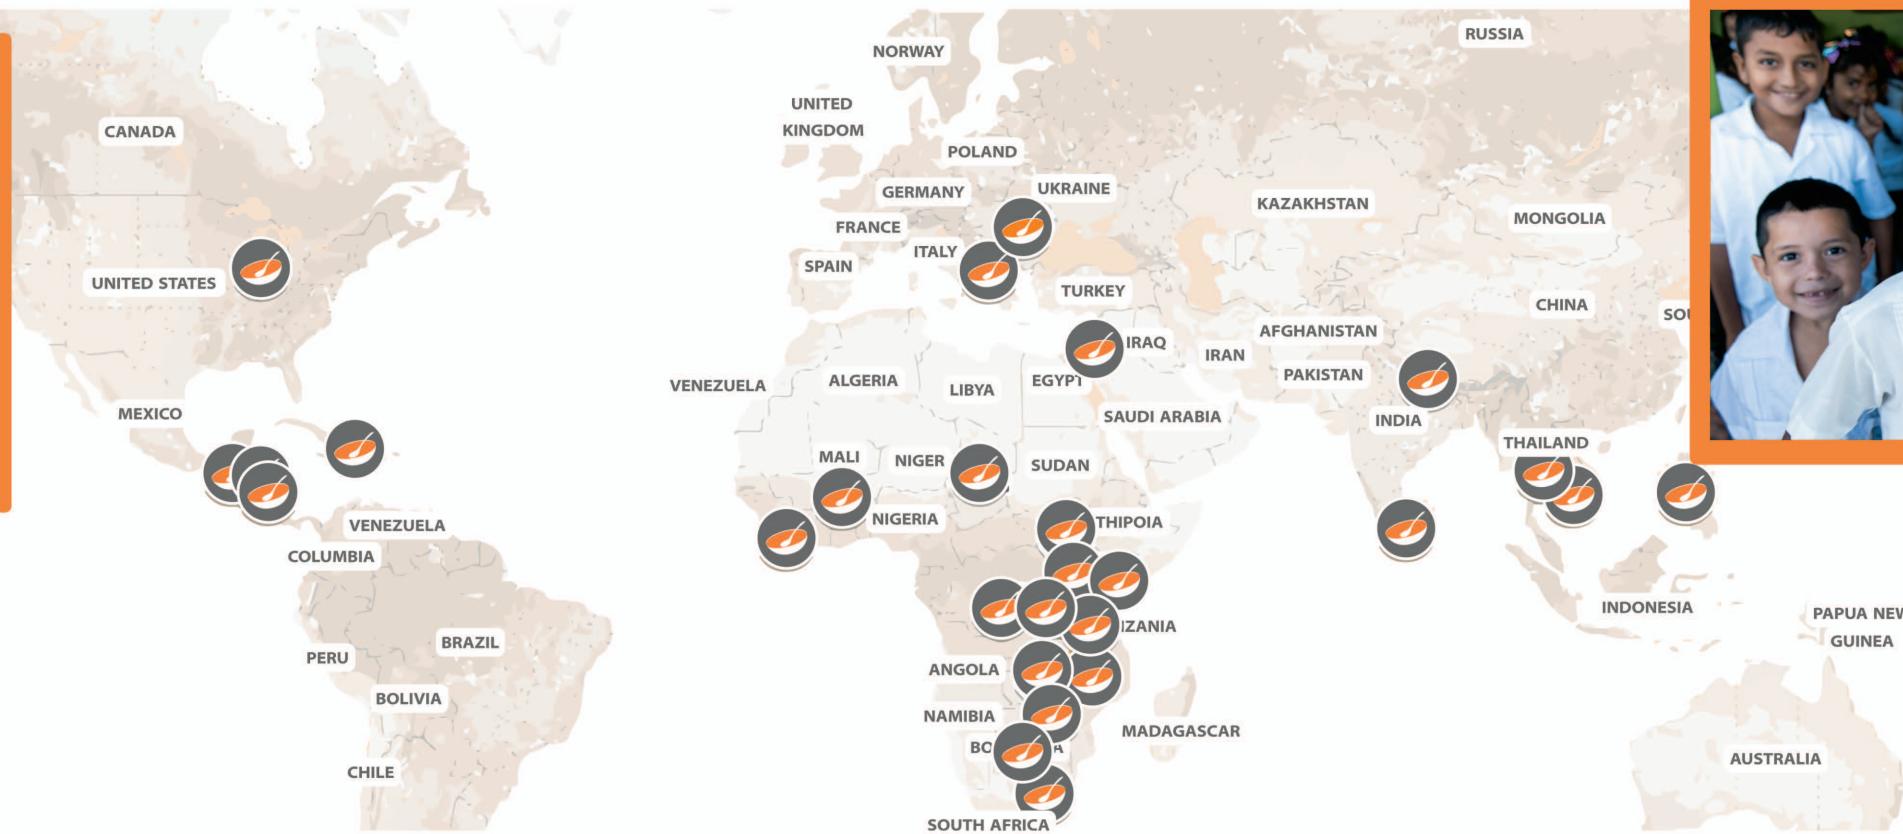 RUSSIA
NORWAY
UNITED
KINGDOM
CANADA
POLAND
GERMANY
UKRAINE
KAZAKHSTAN
MONGOLIA
FRANCE
ITALY
SPAIN
UNITED STATES
TURKEY
CHINA
SOU
AFGHANISTAN
IRAQ
IRAN
PAKISTAN
VENEZUELA
ALGERIA
LIBYA
EGYPT
MEXICO
SAUDI ARABIA
INDIA
THAILAND
MALI
NIGER
SUDAN
NIGERIA
THIPOIA
VENEZUELA
COLUMBIA
INDONESIA
PAPUA NEW
GUINEA
IZANIA
BRAZIL
PERU
ANGOLA
BOLIVIA
NAMIBIA
MADAGASCAR
BO A
AUSTRALIA
CHILE
SOUTH AFRICA